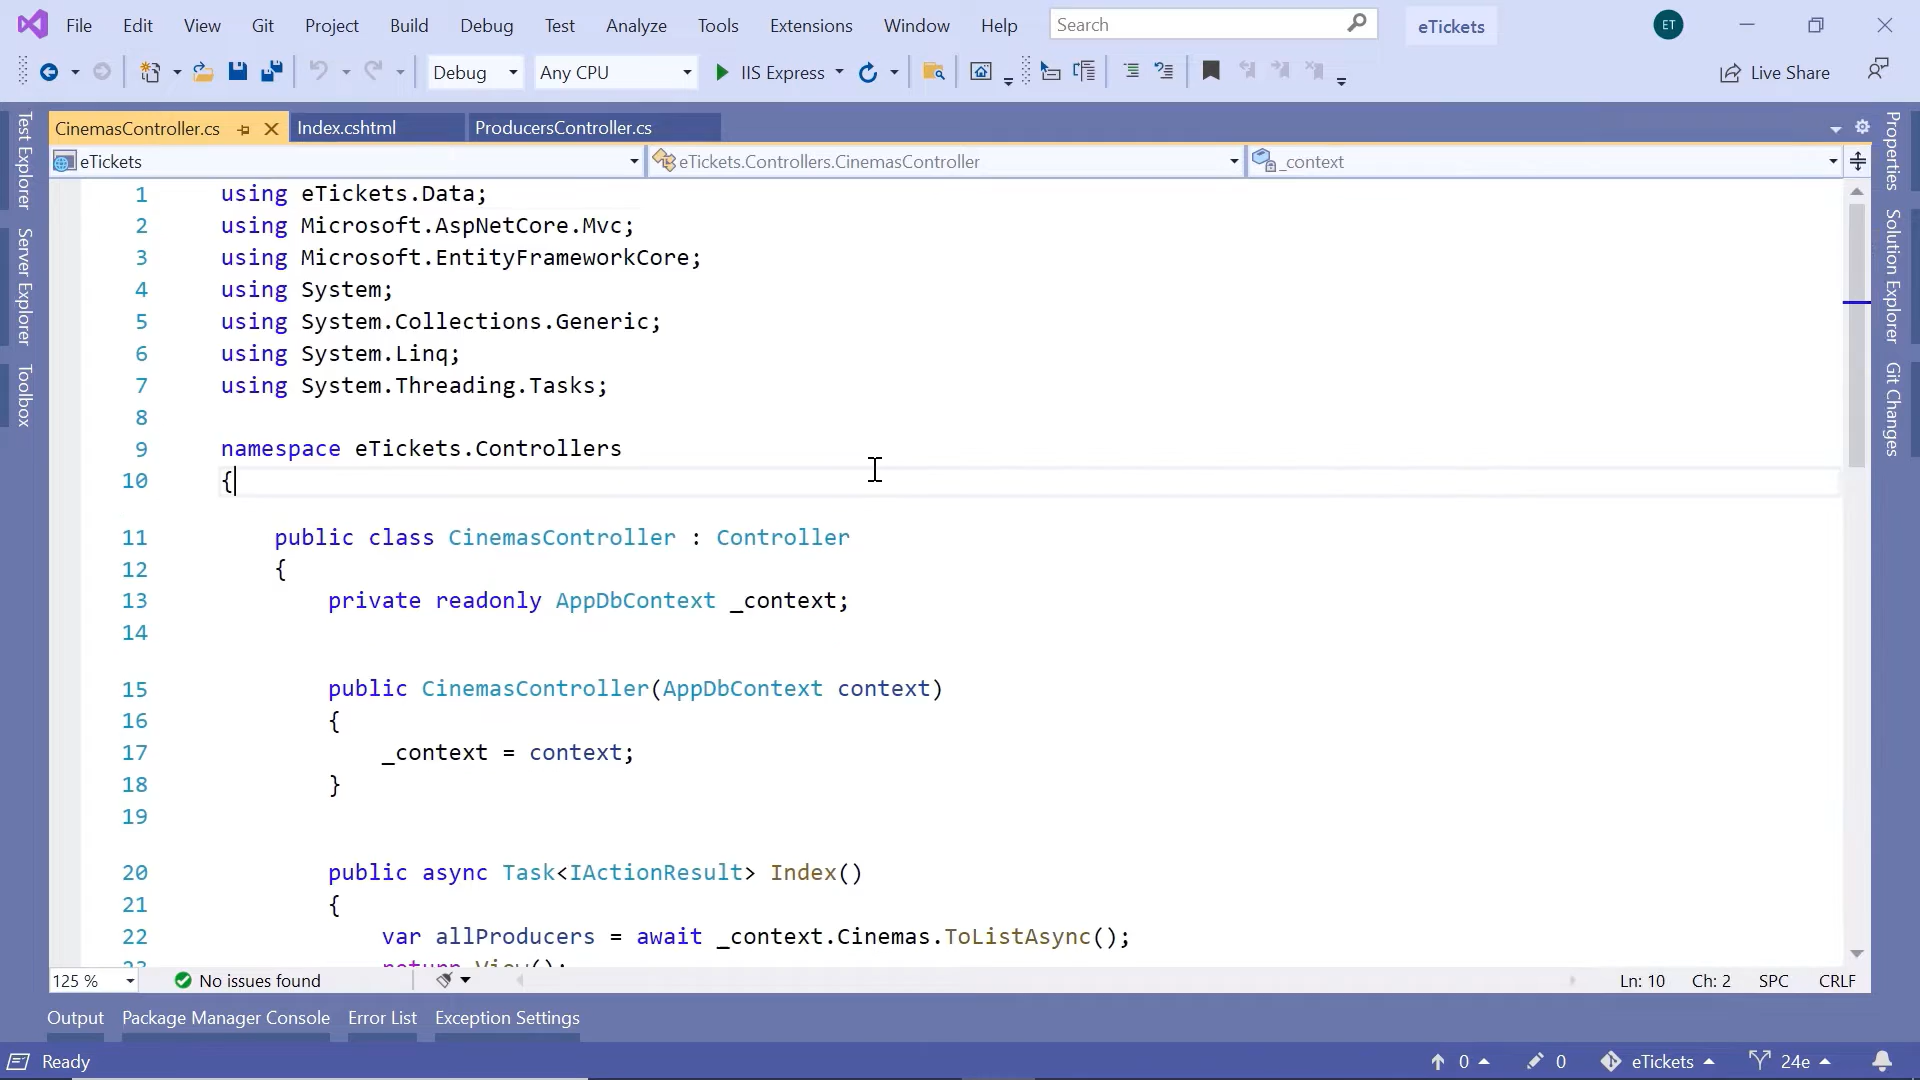 File Edit View Git Project Build Debug Test Analyze Tools Extensions Window Help Search eTickets ET
Debug Any CPU IIS Express Live Share
CinemasController.cs Index.cshtml ProducersController.cs
eTickets eTickets.Controllers.CinemasController _context
Test Explorer
Server Explorer
Toolbox
1 using eTickets.Data;
2 using Microsoft.AspNetCore.Mvc;
3 using Microsoft.EntityFrameworkCore;
4 using System;
5 using System.Collections.Generic;
6 using System.Linq;
7 using System.Threading.Tasks;
8
9 namespace eTickets.Controllers
10 {
11 public class CinemasController : Controller
12 {
13 private readonly AppDbContext _context;
14
15 public CinemasController(AppDbContext context)
16 {
17 _context = context;
18 }
19
20 public async Task<IActionResult> Index()
21 {
22 var allProducers = await _context.Cinemas.ToListAsync();
23 return View();
Properties
Solution Explorer
Git Changes
125 % No issues found Ln: 10 Ch: 2 SPC CRLF
Output Package Manager Console Error List Exception Settings
Ready 0 0 eTickets 24e